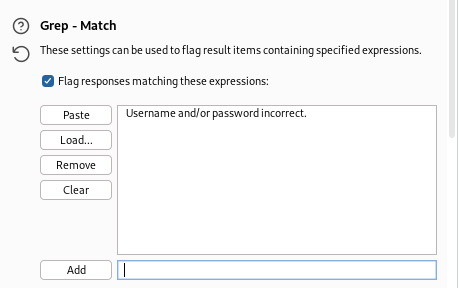 Grep - Match
These settings can be used to flag result items containing specified expressions.
Flag responses matching these expressions:
Paste
Username and/or password incorrect.
Load...
Remove
Clear
Add